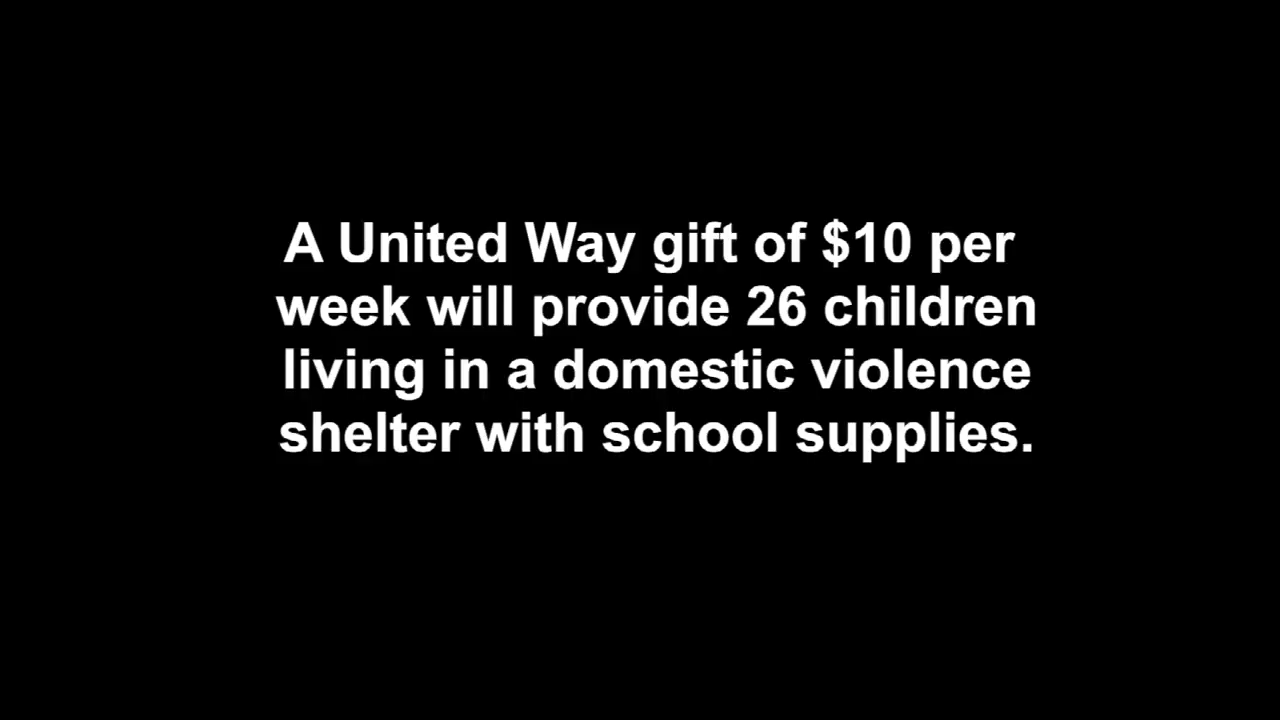 A United Way gift of $10 per
week will provide 26 children
living in a domestic violence
shelter with school supplies.